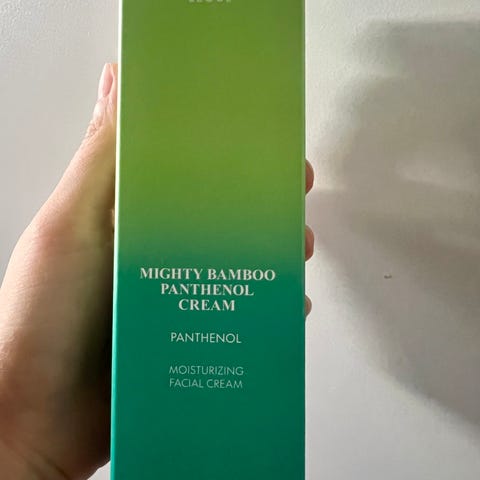 MIGHTY BAMBOO
PANTHENOL
CREAM
PANTHENOL
MOISTURIZING
FACIAL CREAM